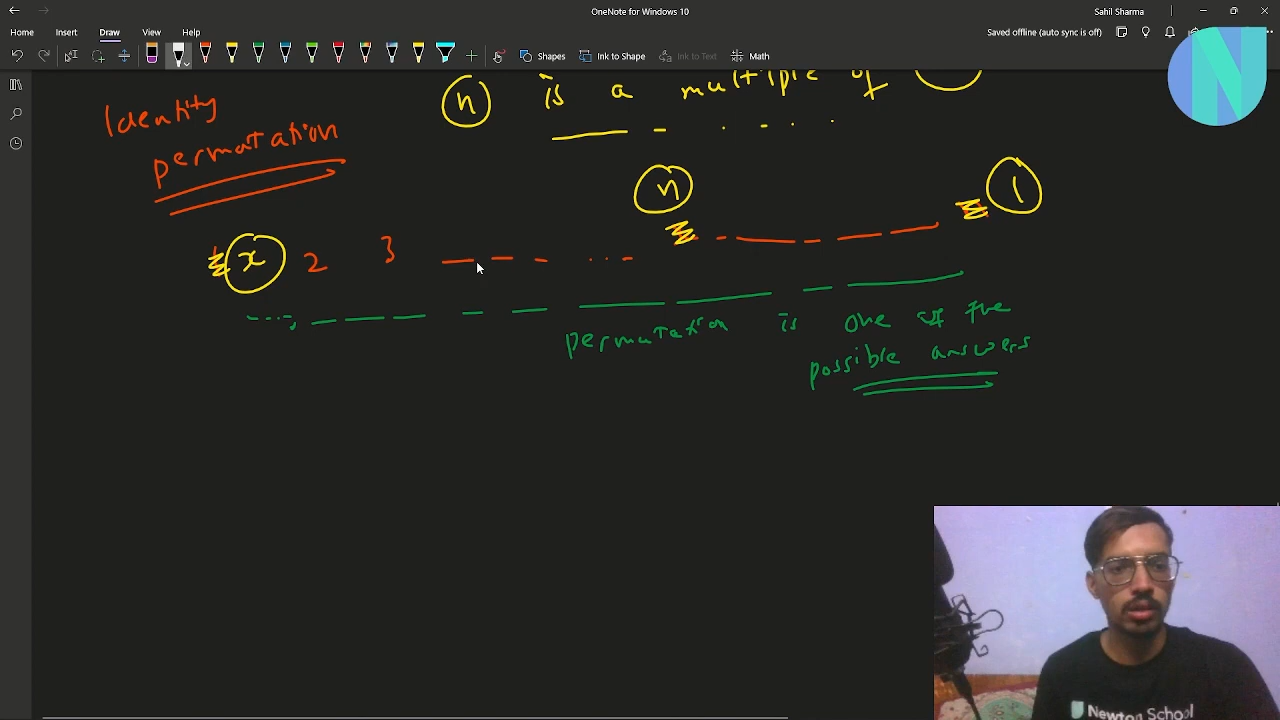 OneNote for Windows 10
Sahil Sharma
Home Insert Draw View Help
Saved offline (auto sync is off)
Shapes Ink to Shape Ink to Text Math
n is a multiple of
Identity
permutation
n
1
x 2 3
permutation is one of the
possible answers
Newton School